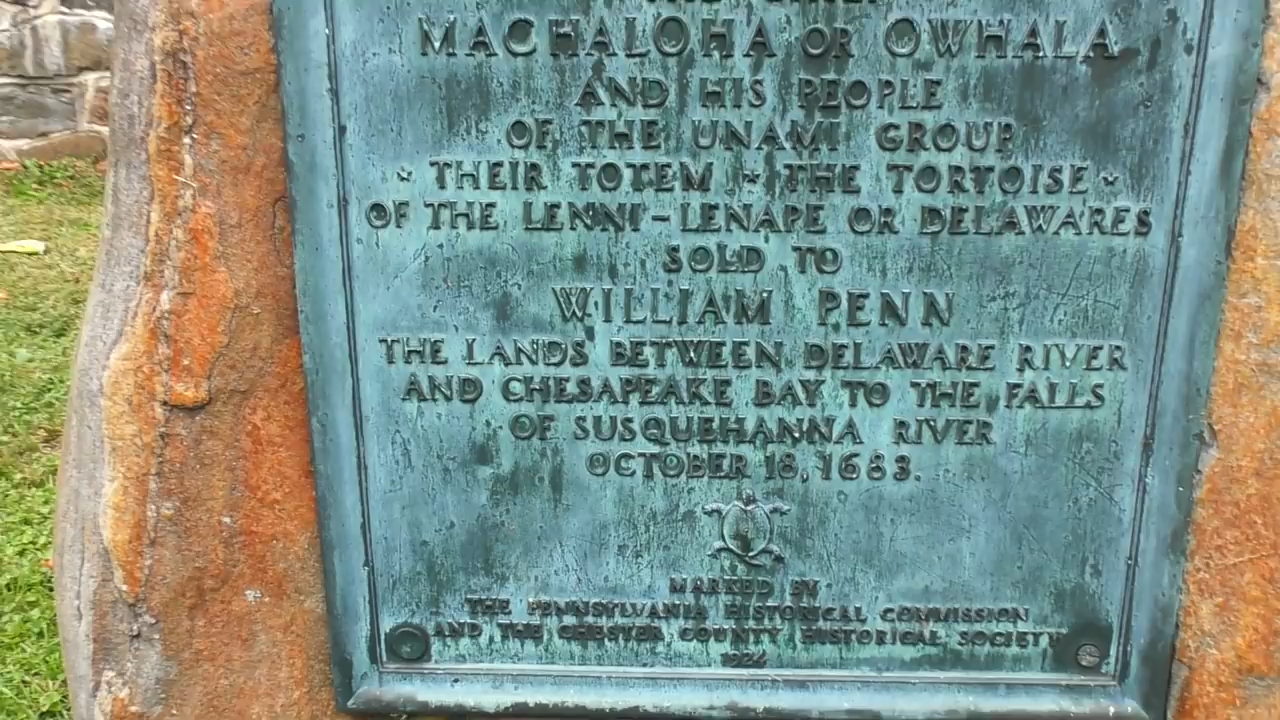 MACHALOHA OR OWHALA
AND HIS PEOPLE
OF THE UNAMI GROUP
* THEIR TOTEM * THE TORTOISE *
OF THE LENNI-LENAPE OR DELAWARES
SOLD TO
WILLIAM PENN
THE LANDS BETWEEN DELAWARE RIVER
AND CHESAPEAKE BAY TO THE FALLS
OF SUSQUEHANNA RIVER
OCTOBER 18, 1683.
MARKED BY
THE PENNSYLVANIA HISTORICAL COMMISSION
AND THE CHESTER COUNTY HISTORICAL SOCIETY
1924